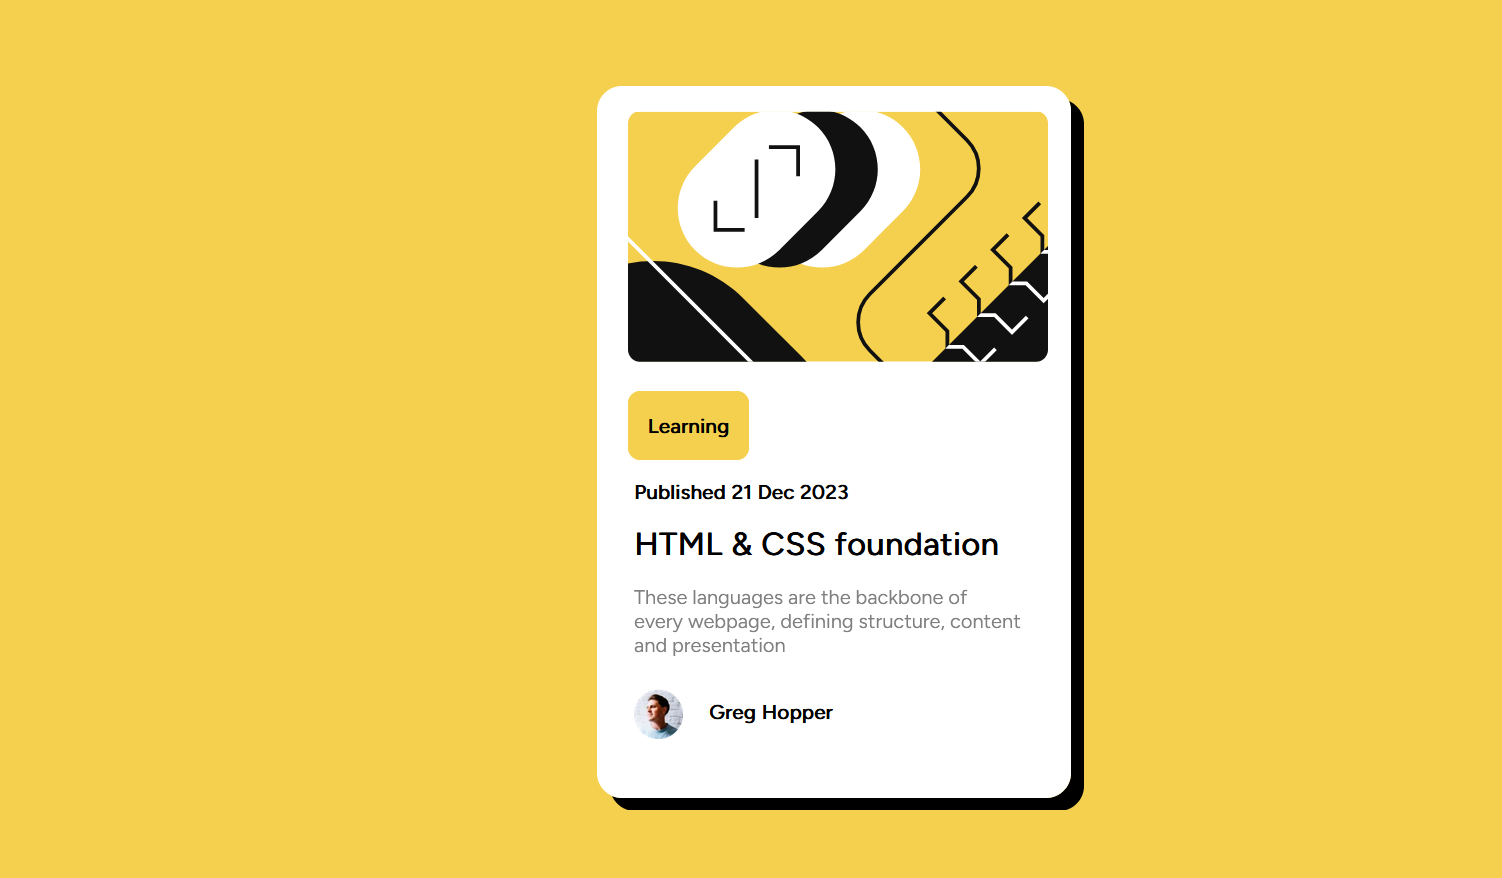 Learning
Published 21 Dec 2023
HTML & CSS foundation
These languages are the backbone of
every webpage, defining structure, content
and presentation
Greg Hopper